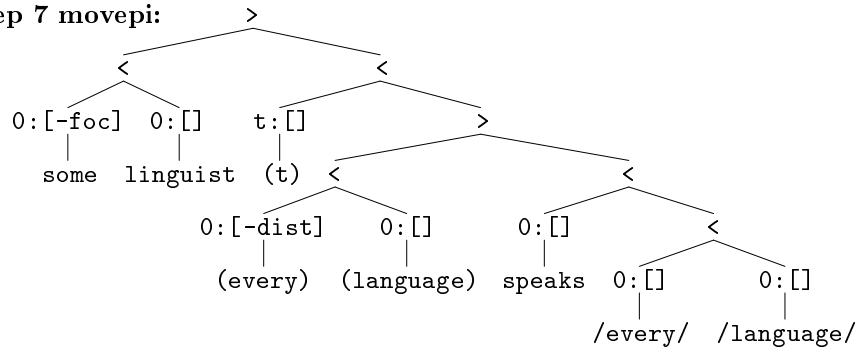 ep 7 movepi: >
< <
0:[-foc] 0:[] t:[] >
some linguist (t) < <
0:[-dist] 0:[] 0:[] <
(every) (language) speaks 0:[] 0:[]
/every/ /language/